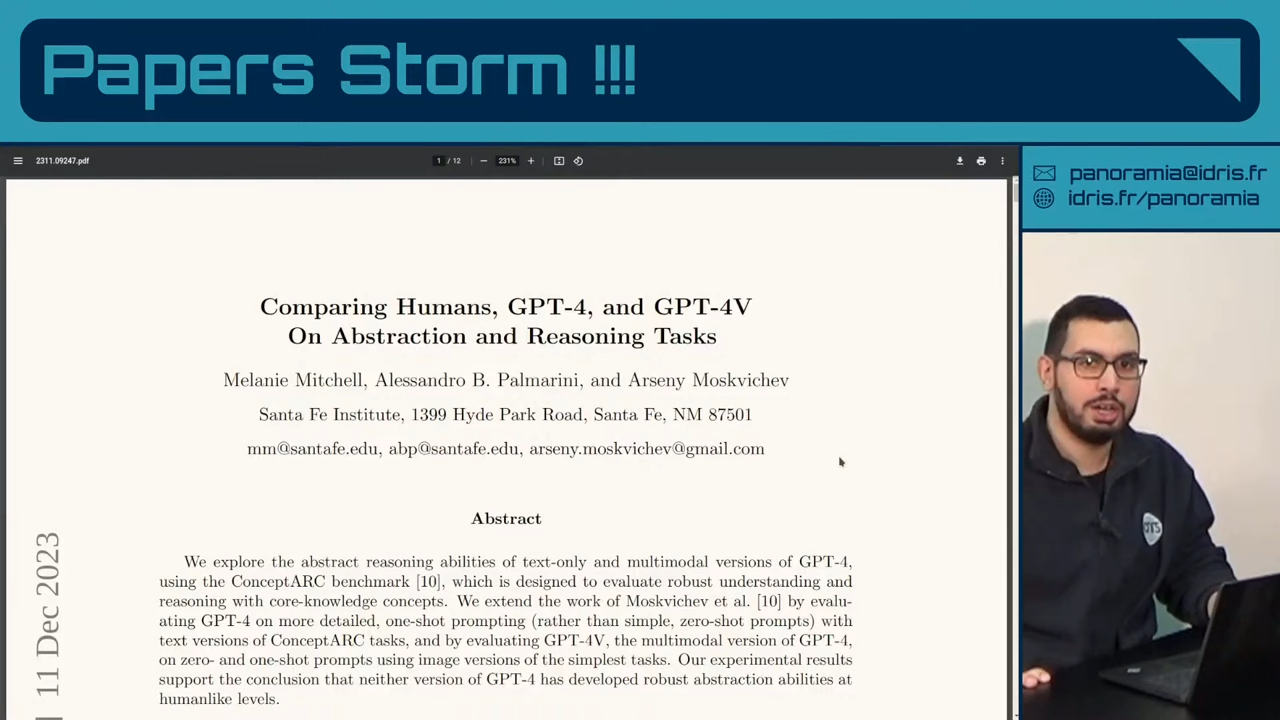 Papers Storm !!!
2311.09247.pdf
1 / 12
231%
panoramia@idris.fr
idris.fr/panoramia
Comparing Humans, GPT-4, and GPT-4V
On Abstraction and Reasoning Tasks
Melanie Mitchell, Alessandro B. Palmarini, and Arseny Moskvichev
Santa Fe Institute, 1399 Hyde Park Road, Santa Fe, NM 87501
mm@santafe.edu, abp@santafe.edu, arseny.moskvichev@gmail.com
Abstract
We explore the abstract reasoning abilities of text-only and multimodal versions of GPT-4,
using the ConceptARC benchmark [10], which is designed to evaluate robust understanding and
reasoning with core-knowledge concepts. We extend the work of Moskvichev et al. [10] by evalu-
ating GPT-4 on more detailed, one-shot prompting (rather than simple, zero-shot prompts) with
text versions of ConceptARC tasks, and by evaluating GPT-4V, the multimodal version of GPT-4,
on zero- and one-shot prompts using image versions of the simplest tasks. Our experimental results
support the conclusion that neither version of GPT-4 has developed robust abstraction abilities at
humanlike levels.
11 Dec 2023